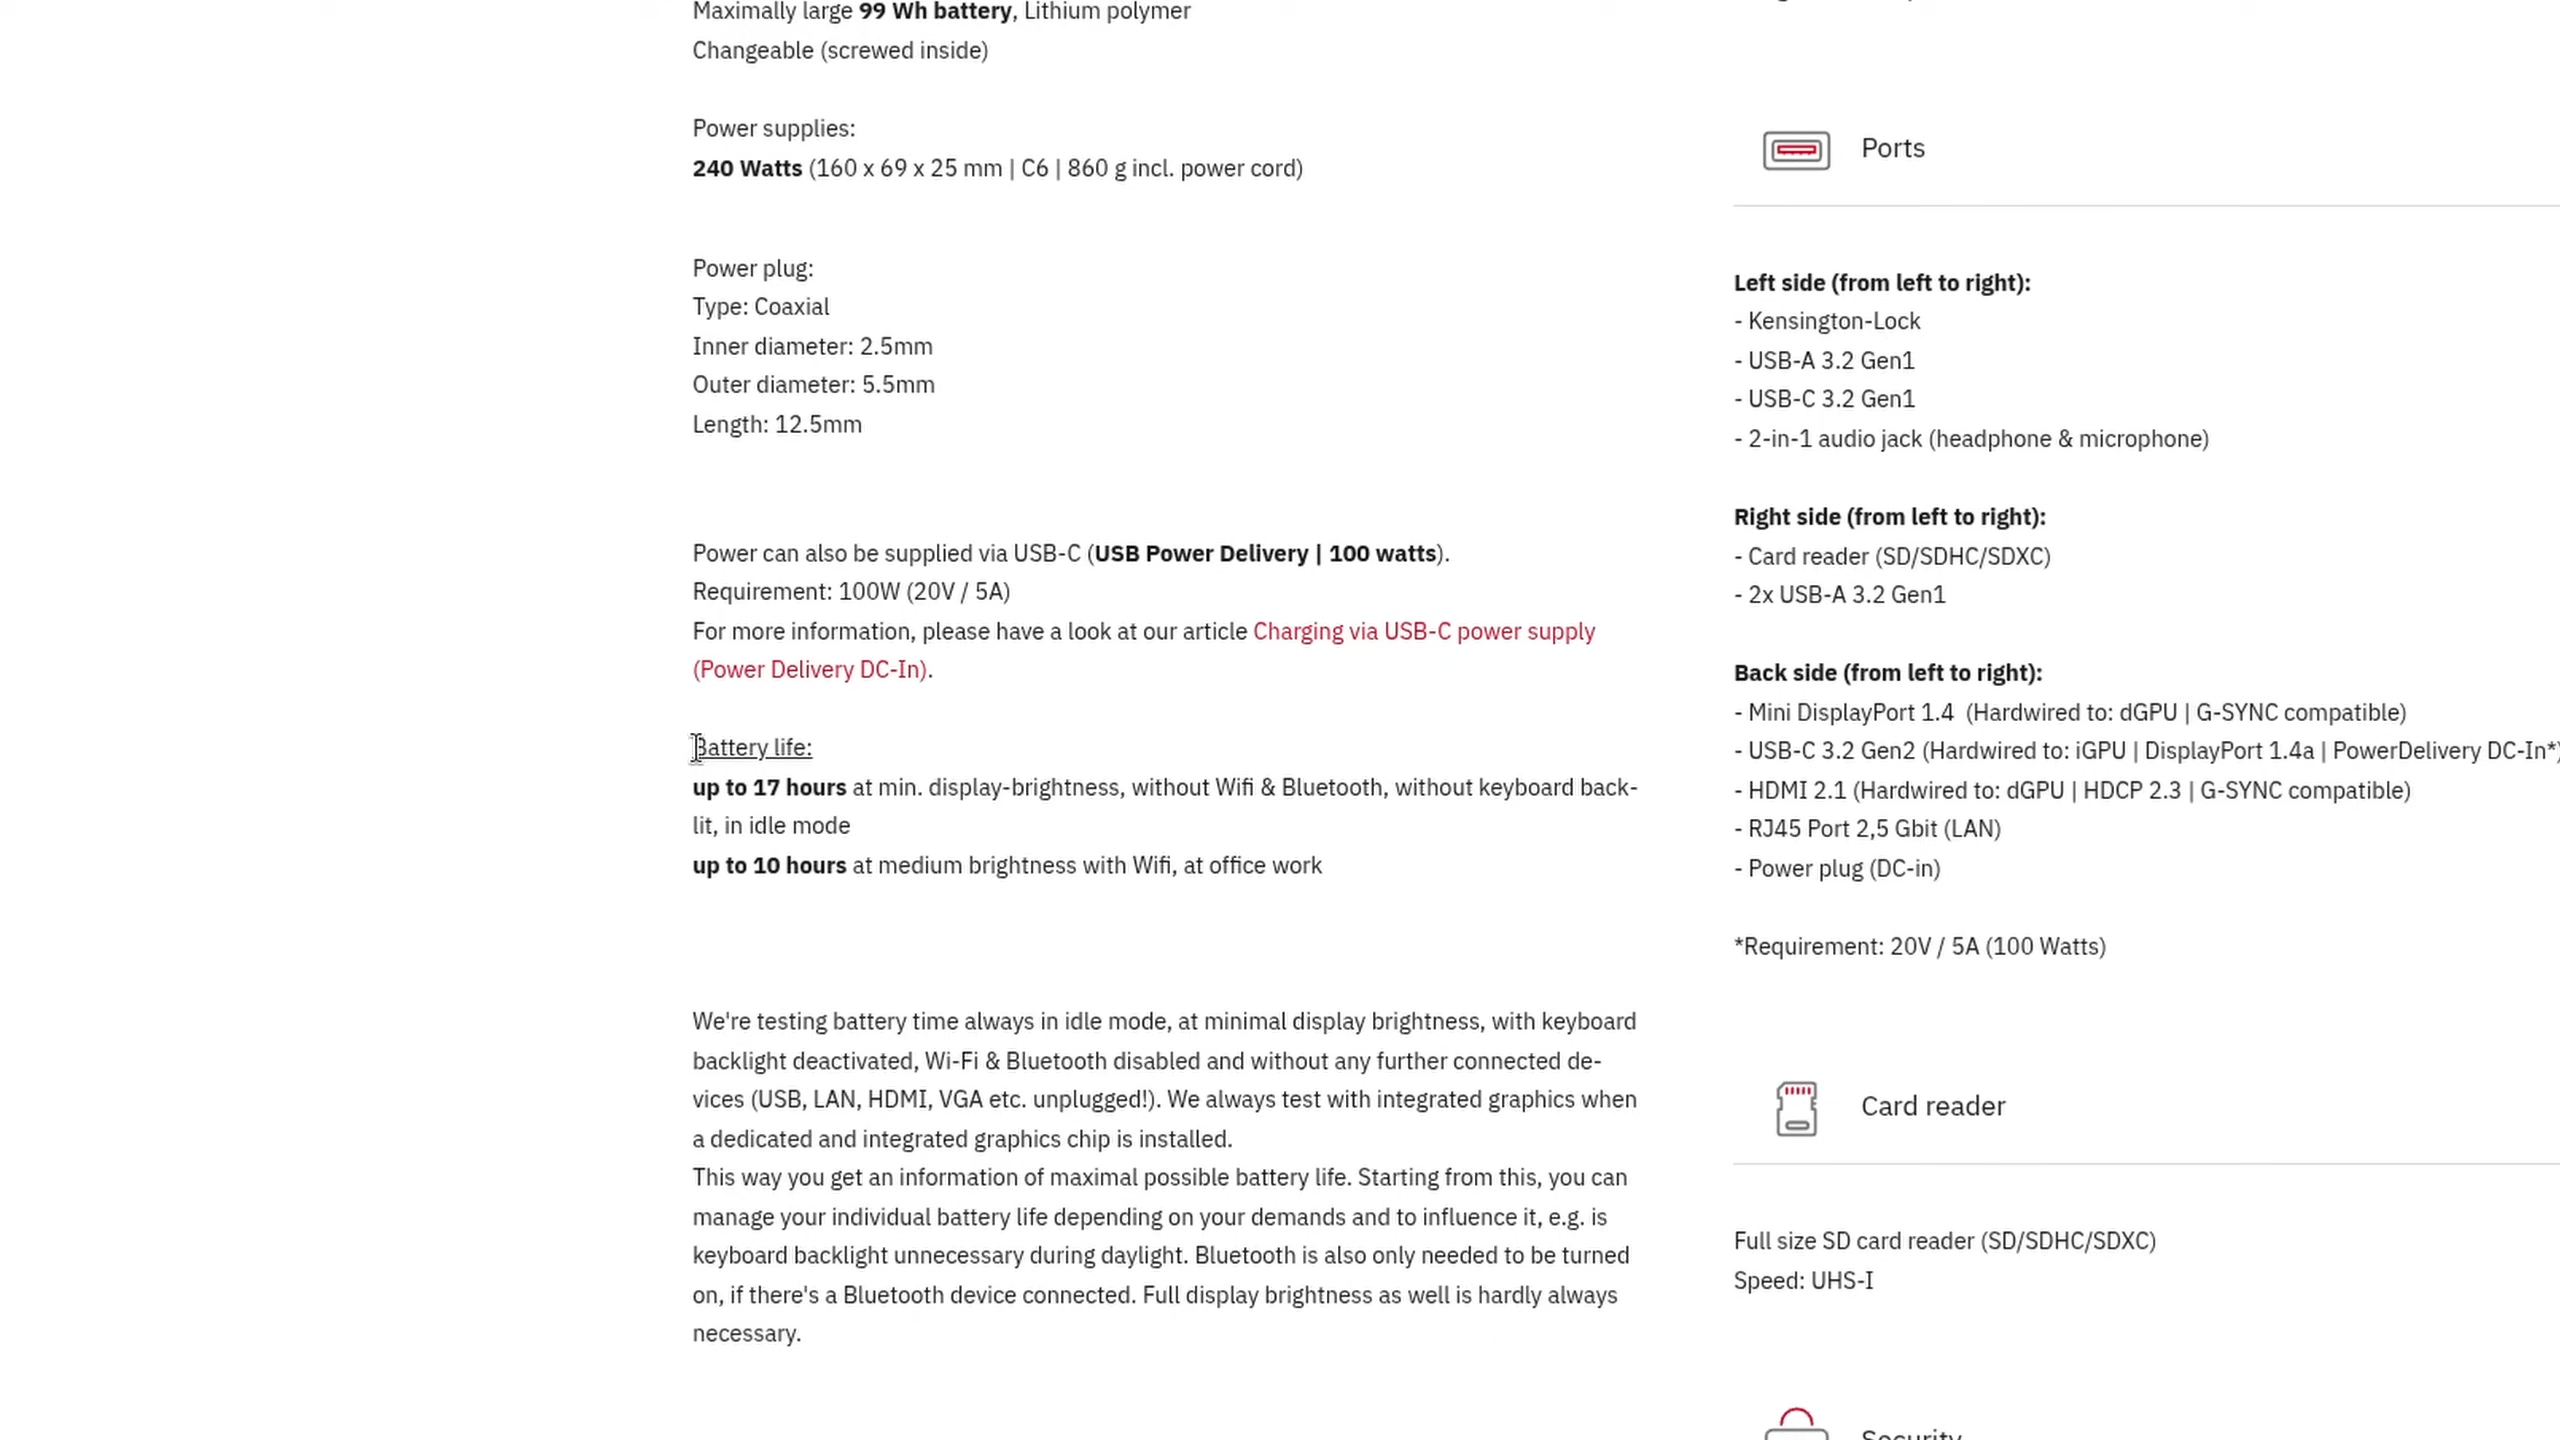 Maximally large 99 Wh battery, Lithium polymer
Changeable (screwed inside)
Power supplies:
240 Watts (160 x 69 x 25 mm | C6 | 860 g incl. power cord)
Power plug:
Type: Coaxial
Inner diameter: 2.5mm
Outer diameter: 5.5mm
Length: 12.5mm
Power can also be supplied via USB-C (USB Power Delivery | 100 watts).
Requirement: 100W (20V / 5A)
For more information, please have a look at our article Charging via USB-C power supply
(Power Delivery DC-In).
Battery life:
up to 17 hours at min. display-brightness, without Wifi & Bluetooth, without keyboard back-
lit, in idle mode
up to 10 hours at medium brightness with Wifi, at office work
We're testing battery time always in idle mode, at minimal display brightness, with keyboard
backlight deactivated, Wi-Fi & Bluetooth disabled and without any further connected de-
vices (USB, LAN, HDMI, VGA etc. unplugged!). We always test with integrated graphics when
a dedicated and integrated graphics chip is installed.
This way you get an information of maximal possible battery life. Starting from this, you can
manage your individual battery life depending on your demands and to influence it, e.g. is
keyboard backlight unnecessary during daylight. Bluetooth is also only needed to be turned
on, if there's a Bluetooth device connected. Full display brightness as well is hardly always
necessary.
Ports
Left side (from left to right):
- Kensington-Lock
- USB-A 3.2 Gen1
- USB-C 3.2 Gen1
- 2-in-1 audio jack (headphone & microphone)
Right side (from left to right):
- Card reader (SD/SDHC/SDXC)
- 2x USB-A 3.2 Gen1
Back side (from left to right):
- Mini DisplayPort 1.4 (Hardwired to: dGPU | G-SYNC compatible)
- USB-C 3.2 Gen2 (Hardwired to: iGPU | DisplayPort 1.4a | PowerDelivery DC-In*)
- HDMI 2.1 (Hardwired to: dGPU | HDCP 2.3 | G-SYNC compatible)
- RJ45 Port 2,5 Gbit (LAN)
- Power plug (DC-in)
*Requirement: 20V / 5A (100 Watts)
Card reader
Full size SD card reader (SD/SDHC/SDXC)
Speed: UHS-I
Security